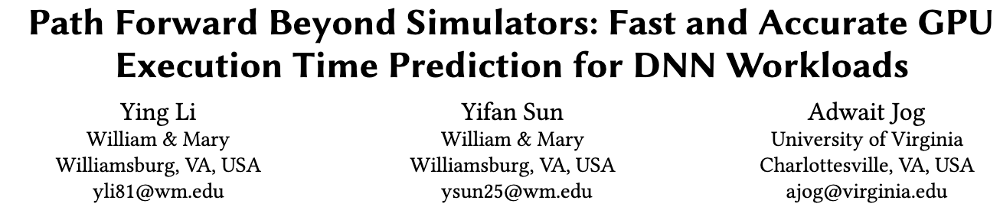 Path Forward Beyond Simulators: Fast and Accurate GPU
Execution Time Prediction for DNN Workloads
Ying Li
William & Mary
Williamsburg, VA, USA
yli81@wm.edu
Yifan Sun
William & Mary
Williamsburg, VA, USA
ysun25@wm.edu
Adwait Jog
University of Virginia
Charlottesville, VA, USA
ajog@virginia.edu